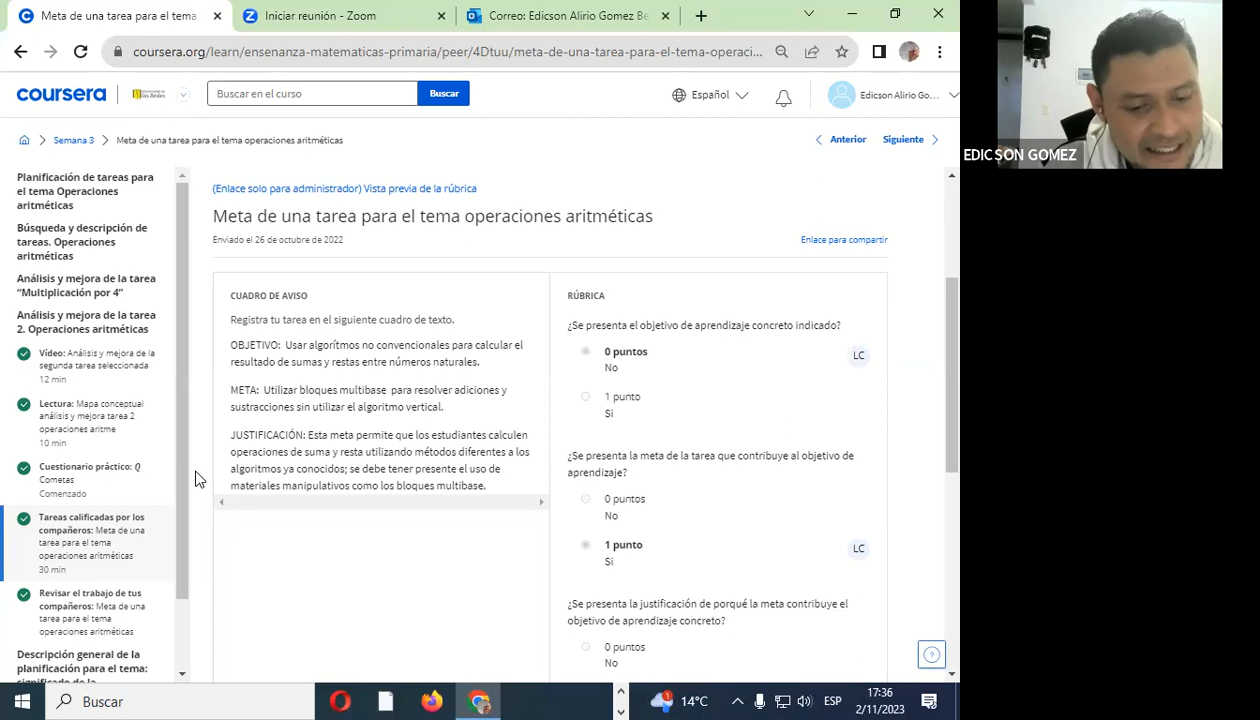 Meta de una tarea para el tema
Iniciar reunión - Zoom
Correo: Edicson Alirio Gomez Be
coursera.org/learn/ensenanza-matematicas-primaria/peer/4Dtuu/meta-de-una-tarea-para-el-tema-operaci...
coursera
Buscar en el curso
Buscar
Español
Edicson Alirio Go...
Semana 3
Meta de una tarea para el tema operaciones aritméticas
Anterior
Siguiente
Planificación de tareas para
el tema Operaciones
aritméticas
Búsqueda y descripción de
tareas. Operaciones
aritméticas
Análisis y mejora de la tarea
“Multiplicación por 4”
Análisis y mejora de la tarea
2. Operaciones aritméticas
Vídeo: Análisis y mejora de la
segunda tarea seleccionada
12 min
Lectura: Mapa conceptual
análisis y mejora tarea 2
operaciones aritme
10 min
Cuestionario práctico: Q
Cometas
Comenzado
Tareas calificadas por los
compañeros: Meta de una
tarea para el tema
operaciones aritméticas
30 min
Revisar el trabajo de tus
compañeros: Meta de una
tarea para el tema
operaciones aritméticas
Descripción general de la
planificación para el tema:
(Enlace solo para administrador) Vista previa de la rúbrica
Meta de una tarea para el tema operaciones aritméticas
Enviado el 26 de octubre de 2022
Enlace para compartir
CUADRO DE AVISO
Registra tu tarea en el siguiente cuadro de texto.
OBJETIVO: Usar algorítmos no convencionales para calcular el
resultado de sumas y restas entre números naturales.
META: Utilizar bloques multibase para resolver adiciones y
sustracciones sin utilizar el algoritmo vertical.
JUSTIFICACIÓN: Esta meta permite que los estudiantes calculen
operaciones de suma y resta utilizando métodos diferentes a los
algoritmos ya conocidos; se debe tener presente el uso de
materiales manipulativos como los bloques multibase.
RÚBRICA
¿Se presenta el objetivo de aprendizaje concreto indicado?
0 puntos
No
LC
1 punto
Si
¿Se presenta la meta de la tarea que contribuye al objetivo de
aprendizaje?
0 puntos
No
1 punto
Si
LC
¿Se presenta la justificación de porqué la meta contribuye el
objetivo de aprendizaje concreto?
0 puntos
No
EDICSON GOMEZ
Buscar
1
14°C
ESP
17:36
2/11/2023